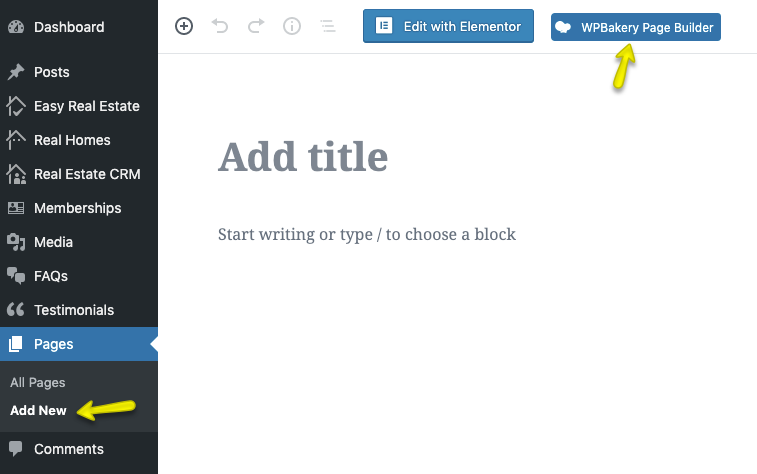 Dashboard
Posts
Easy Real Estate
Real Homes
Real Estate CRM
Memberships
Media
FAQs
Testimonials
Pages
All Pages
Add New
Comments
Edit with Elementor
WPBakery Page Builder
Add title
Start writing or type / to choose a block